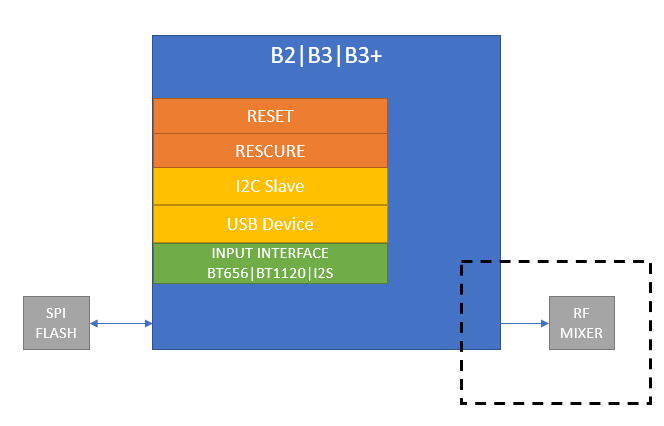 B2|B3|B3+
RESET
RESCURE
I2C Slave
USB Device
INPUT INTERFACE
BT656|BT1120|I2S
SPI
FLASH
RF
MIXER